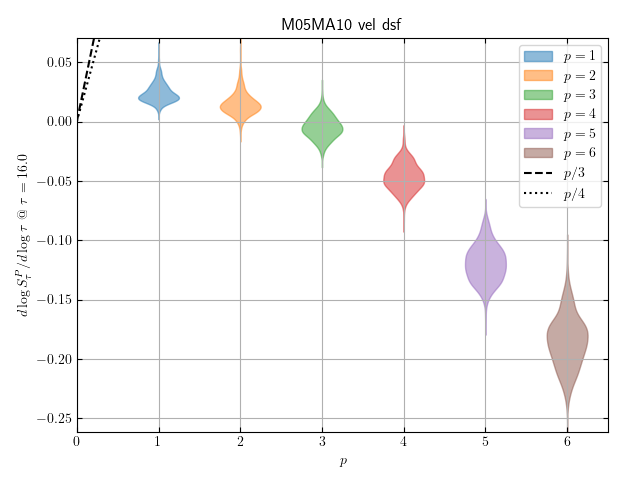 M05MA10 vel dsf
d log S_τ^P / d log τ @ τ = 16.0
0.05
0.00
−0.05
−0.10
−0.15
−0.20
−0.25
p = 1
p = 2
p = 3
p = 4
p = 5
p = 6
p/3
p/4
0 1 2 3 4 5 6
p